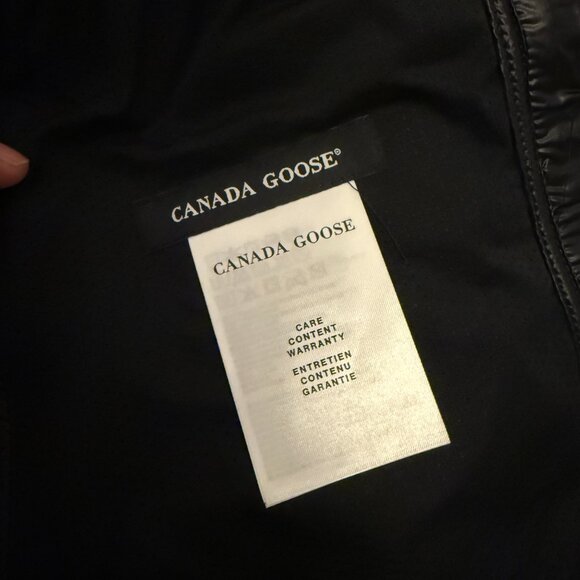 CANADA GOOSE®
CANADA GOOSE
CARE
CONTENT
WARRANTY
ENTRETIEN
CONTENU
GARANTIE